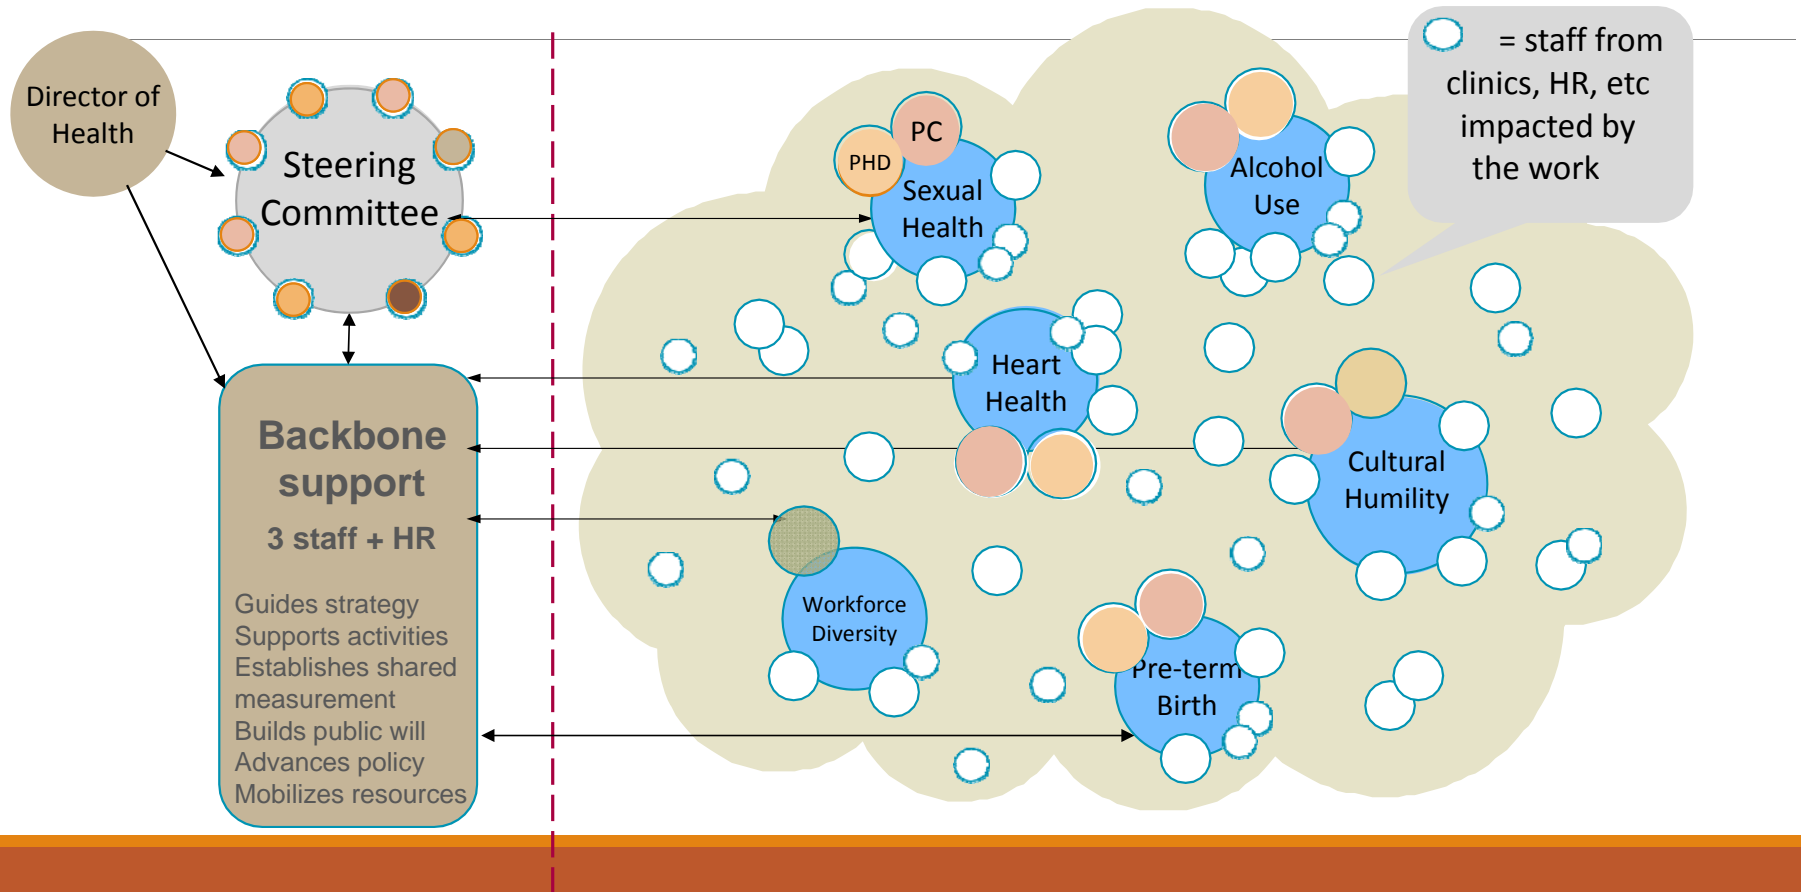 Director of
Health
Steering
Committee
Backbone
support
3 staff + HR
Guides strategy
Supports activities
Establishes shared
measurement
Builds public will
Advances policy
Mobilizes resources
PC
PHD
Sexual
Health
Alcohol
Use
= staff from
clinics, HR, etc
impacted by
the work
Heart
Health
Cultural
Humility
Workforce
Diversity
Pre-term
Birth